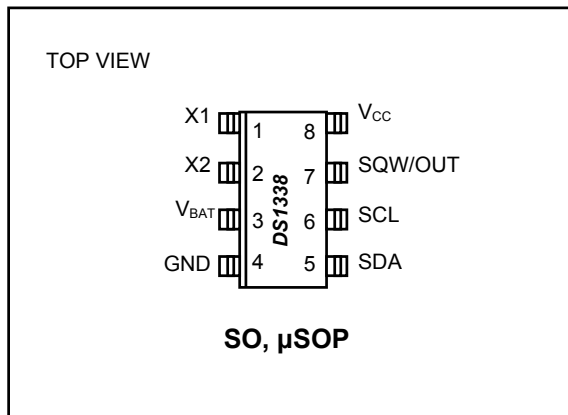 TOP VIEW
X1 1 8 VCC
X2 2 7 SQW/OUT
VBAT 3 6 SCL
GND 4 5 SDA
DS1338
SO, µSOP